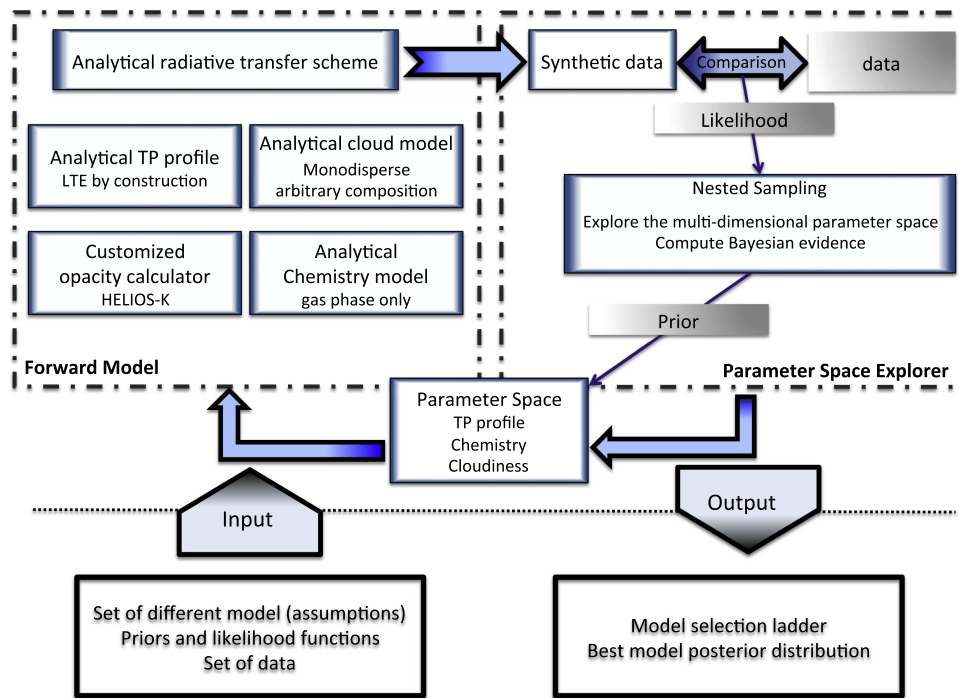 Analytical radiative transfer scheme
Synthetic data
Comparison
data
Likelihood
Analytical TP profile
LTE by construction
Analytical cloud model
Monodisperse
arbitrary composition
Nested Sampling
Explore the multi-dimensional parameter space
Compute Bayesian evidence
Customized
opacity calculator
HELIOS-K
Analytical
Chemistry model
gas phase only
Prior
Forward Model
Parameter Space Explorer
Parameter Space
TP profile
Chemistry
Cloudiness
Input
Output
Set of different model (assumptions)
Priors and likelihood functions
Set of data
Model selection ladder
Best model posterior distribution